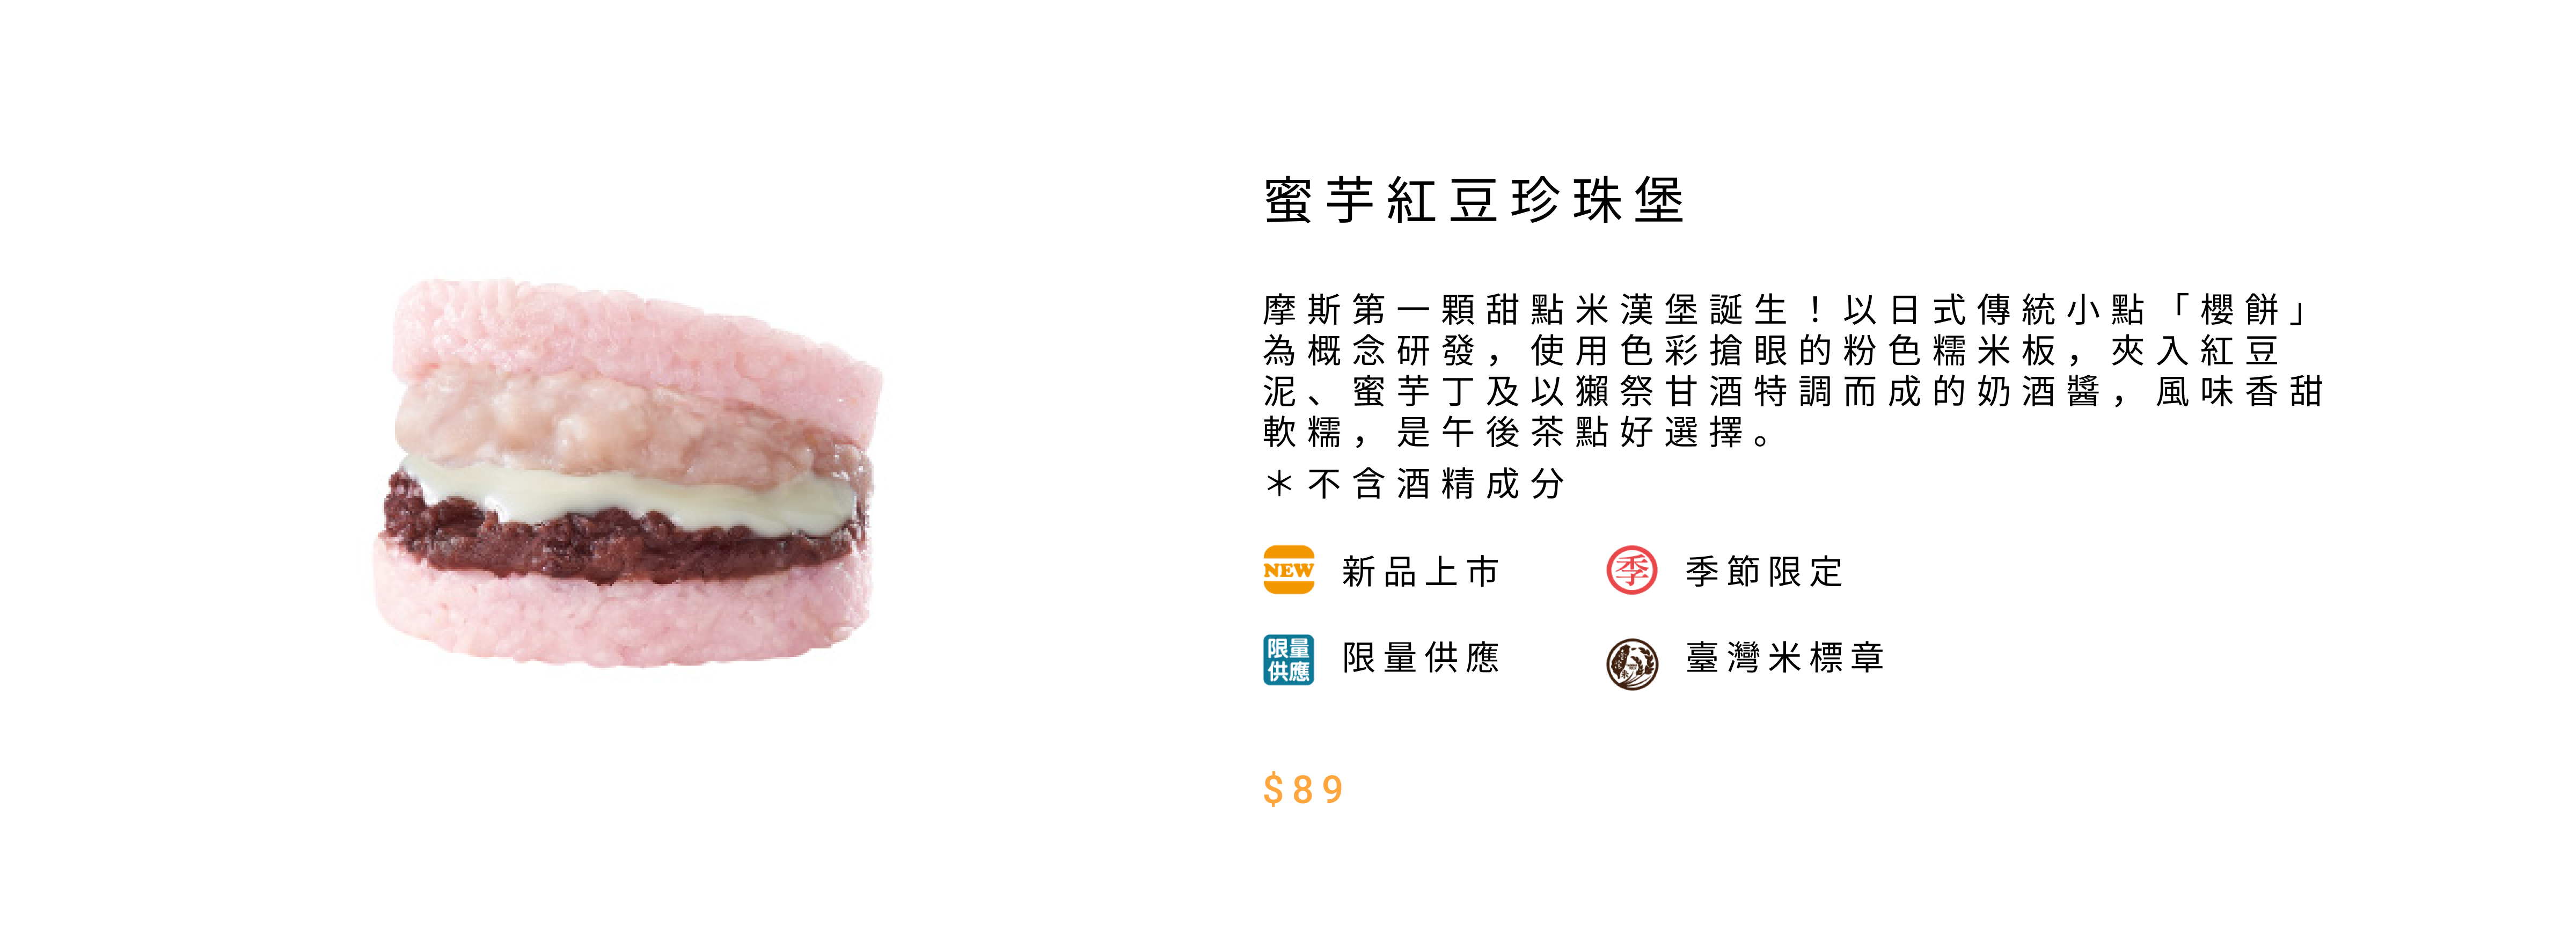 蜜芋紅豆珍珠堡
摩斯第一顆甜點米漢堡誕生！以日式傳統小點「櫻餅」
為概念研發，使用色彩搶眼的粉色糯米板，夾入紅豆
泥、蜜芋丁及以獺祭甘酒特調而成的奶酒醬，風味香甜
軟糯，是午後茶點好選擇。
＊不含酒精成分
NEW 新品上市
季 季節限定
限量
供應
限量供應
臺灣米標章
$89